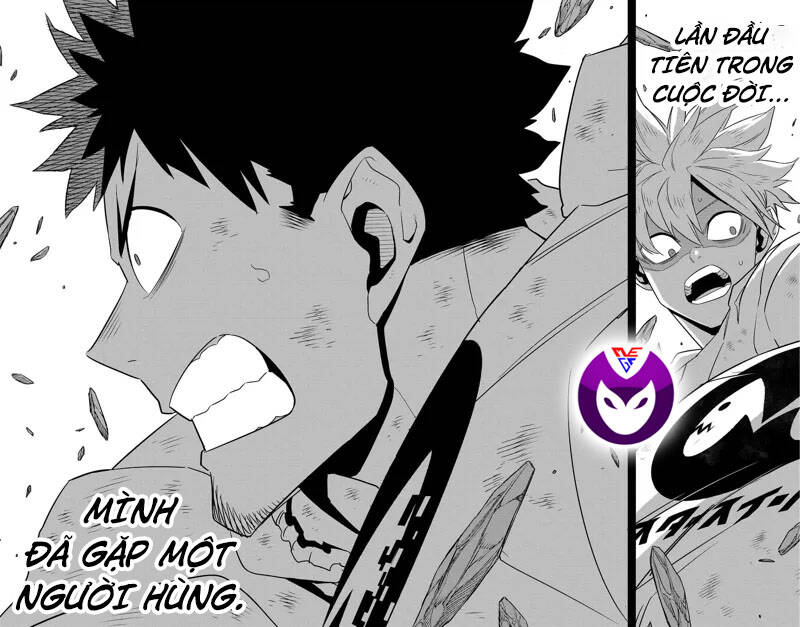 LẦN ĐẦU
TIÊN TRONG
CUỘC ĐỜI...
MÌNH
ĐÃ GẶP MỘT
NGƯỜI HÙNG.